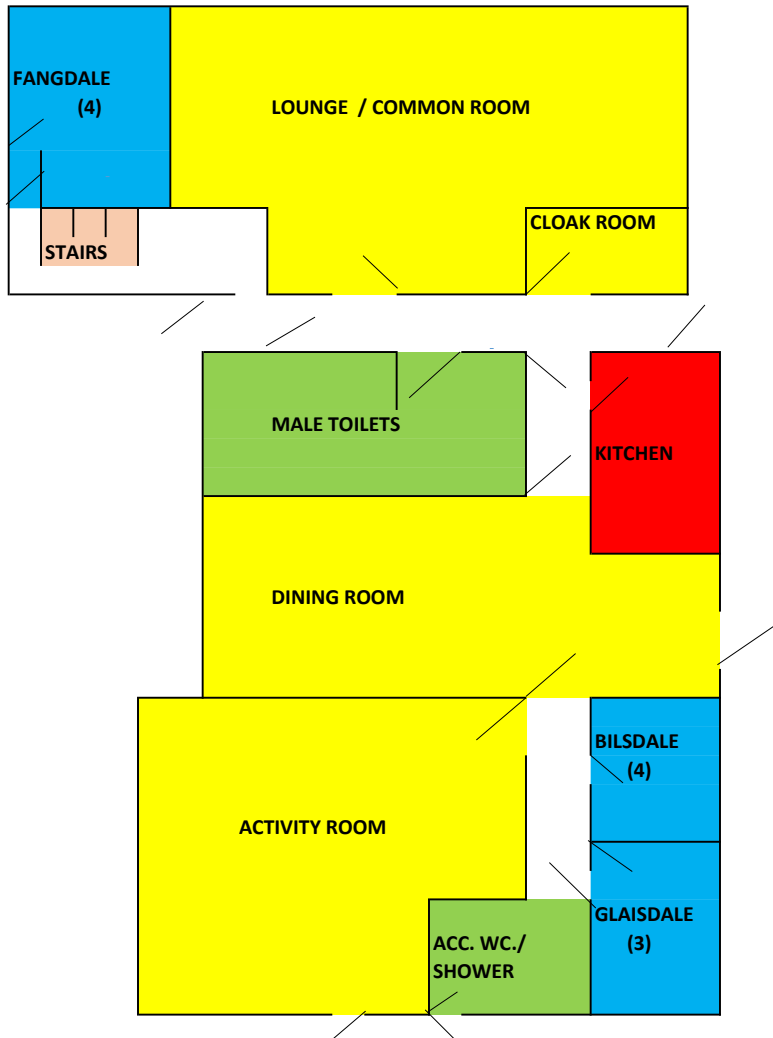 FANGDALE
(4)
LOUNGE / COMMON ROOM
CLOAK ROOM
STAIRS
MALE TOILETS
KITCHEN
DINING ROOM
BILSDALE
(4)
ACTIVITY ROOM
GLAISDALE
(3)
ACC. WC./
SHOWER